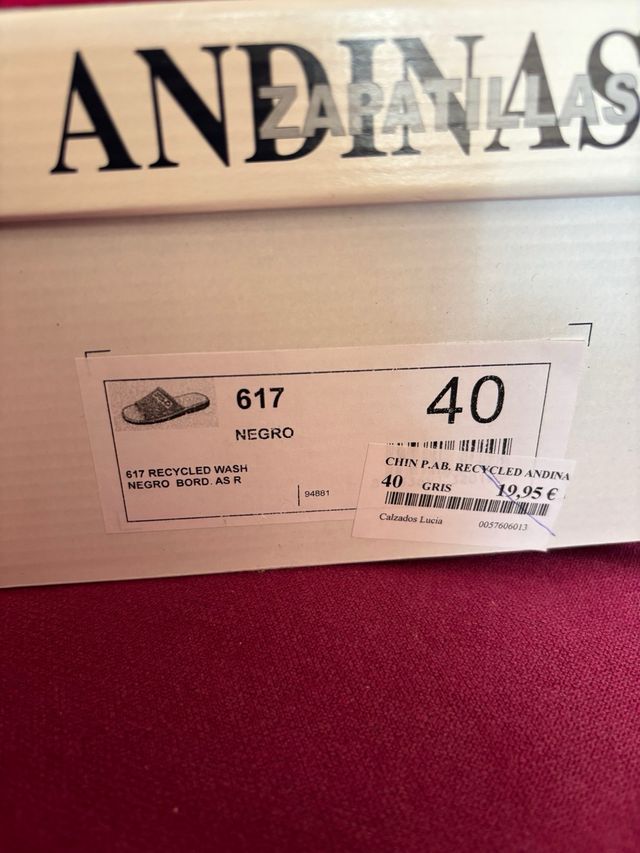 ANDINAS
ZAPATILLAS
617
40
NEGRO
617 RECYCLED WASH
NEGRO BORD. AS R
94881
CHIN P.AB. RECYCLED ANDINA
40 GRIS 19,95 €
Calzados Lucia 0057606013